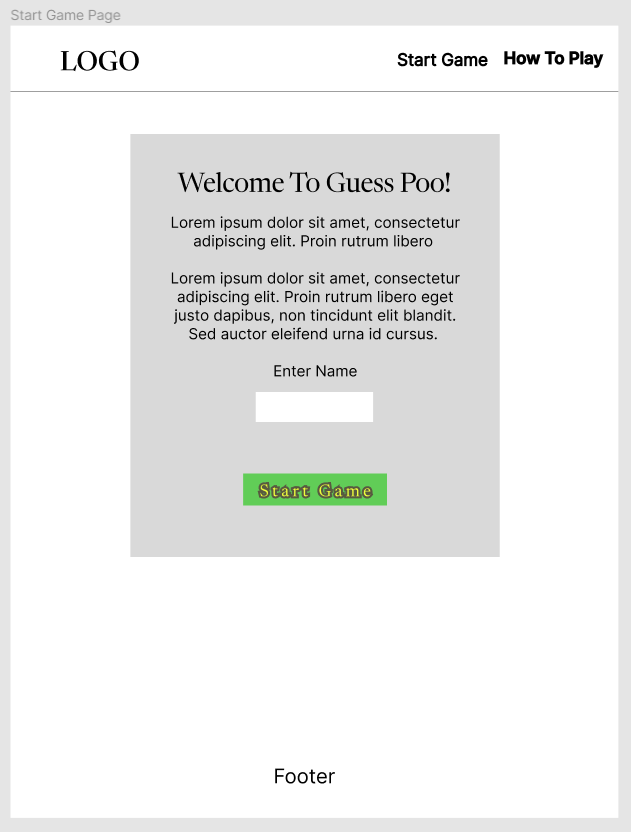 Start Game Page
LOGO
Start Game
How To Play
Welcome To Guess Poo!
Lorem ipsum dolor sit amet, consectetur
adipiscing elit. Proin rutrum libero
Lorem ipsum dolor sit amet, consectetur
adipiscing elit. Proin rutrum libero eget
justo dapibus, non tincidunt elit blandit.
Sed auctor eleifend urna id cursus.
Enter Name
Start Game
Footer